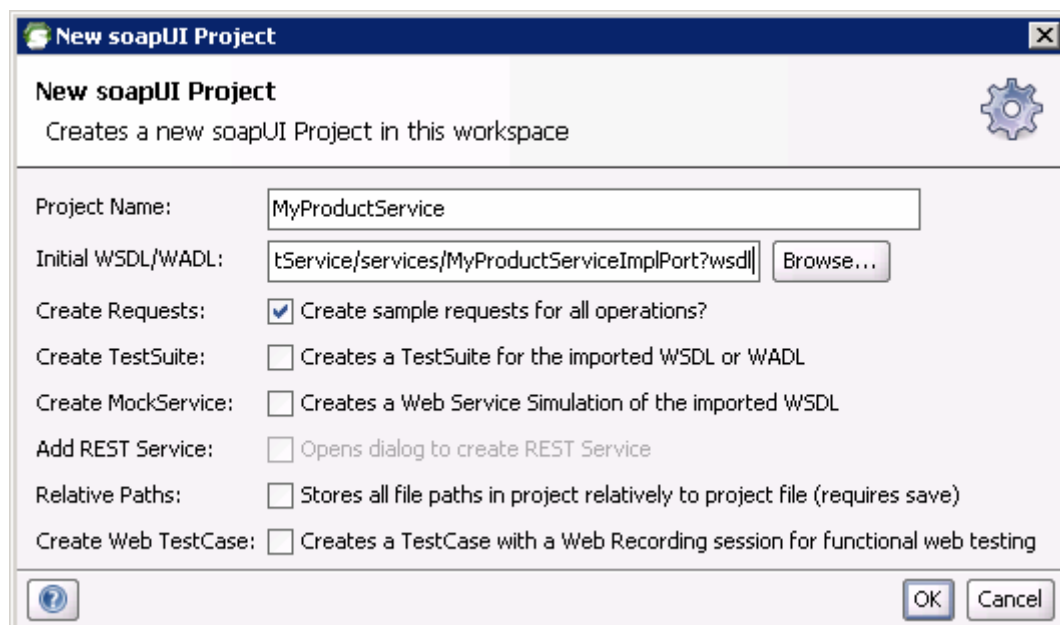 New soapUI Project
New soapUI Project
Creates a new soapUI Project in this workspace
Project Name: MyProductService
Initial WSDL/WADL: tService/services/MyProductServiceImplPort?wsdl Browse...
Create Requests: Create sample requests for all operations?
Create TestSuite: Creates a TestSuite for the imported WSDL or WADL
Create MockService: Creates a Web Service Simulation of the imported WSDL
Add REST Service: Opens dialog to create REST Service
Relative Paths: Stores all file paths in project relatively to project file (requires save)
Create Web TestCase: Creates a TestCase with a Web Recording session for functional web testing
OK Cancel